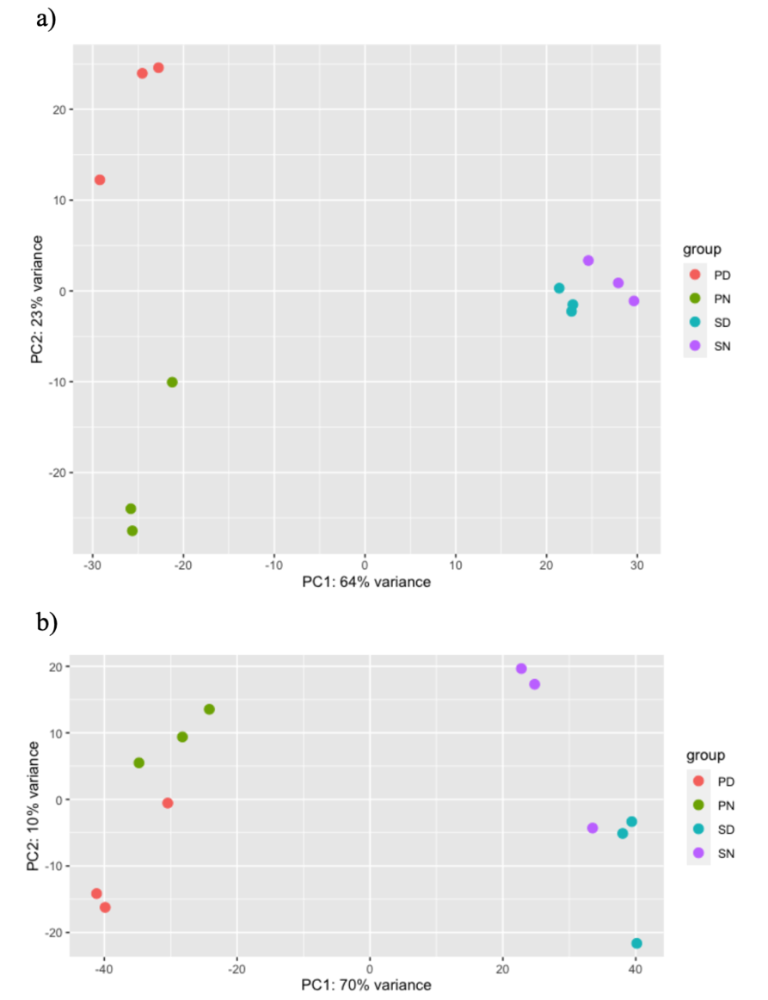 a)
20
10
0
-10
-20
PC2: 23% variance
-30 -20 -10 0 10 20 30
PC1: 64% variance
group
PD
PN
SD
SN
b)
20
10
0
-10
-20
PC2: 10% variance
-40 -20 0 20 40
PC1: 70% variance
group
PD
PN
SD
SN